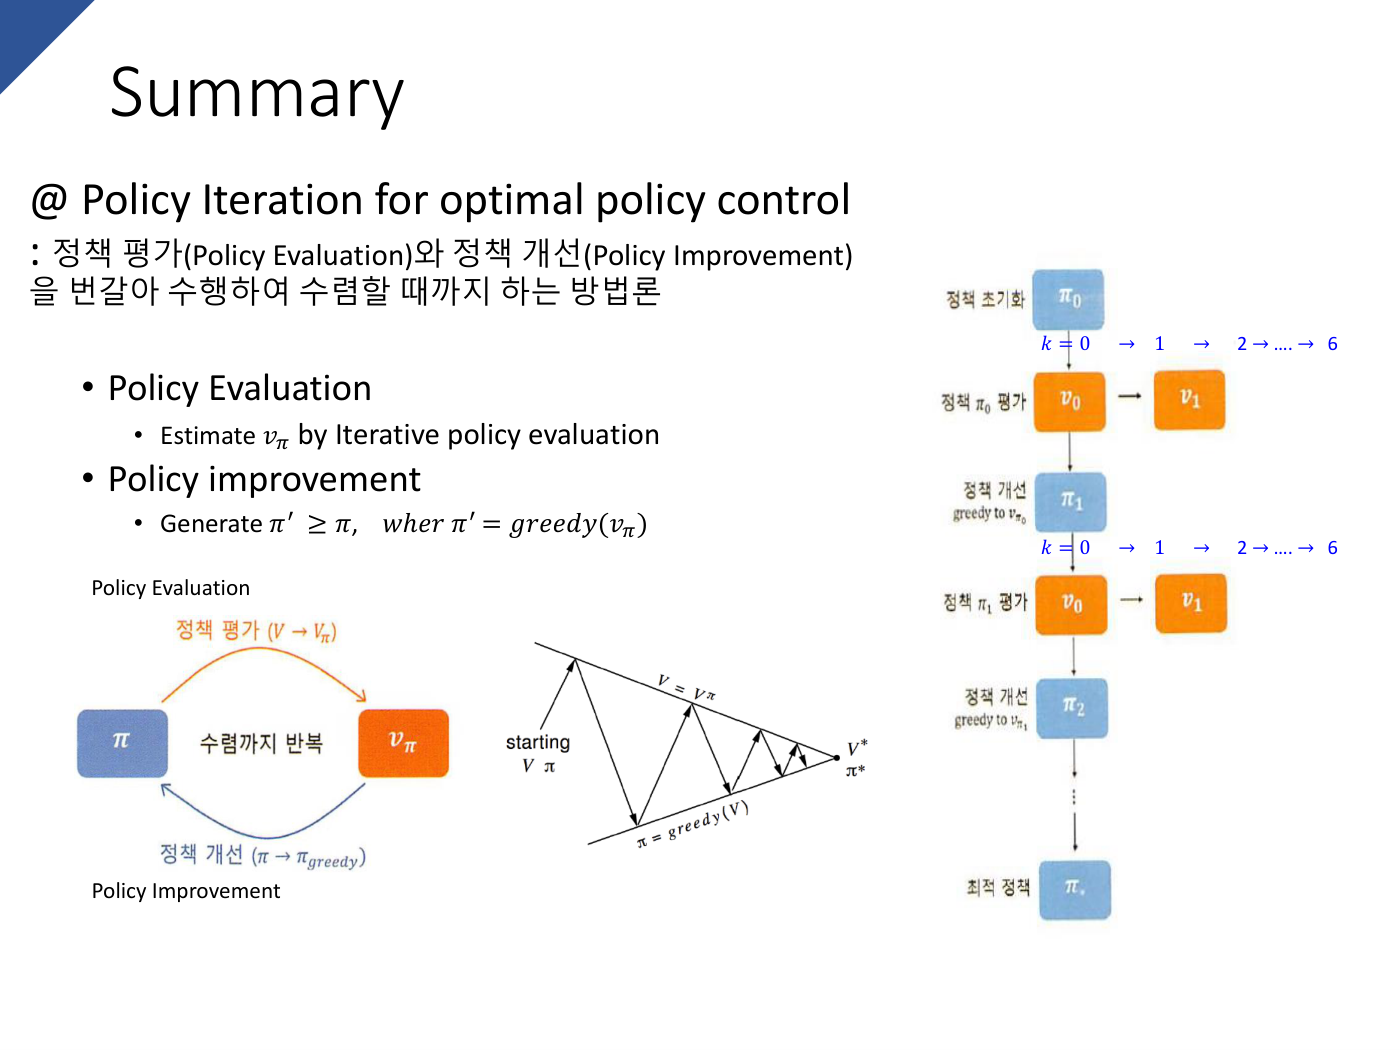 Summary
@ Policy Iteration for optimal policy control
: 정책 평가(Policy Evaluation)와 정책 개선(Policy Improvement)
을 번갈아 수행하여 수렴할 때까지 하는 방법론
• Policy Evaluation
• Estimate 𝑣π by Iterative policy evaluation
• Policy improvement
• Generate π′ ≥ π, wher π′ = greedy(𝑣π)
Policy Evaluation
정책 평가 (V → Vπ)
π
수렴까지 반복
𝑣π
정책 개선 (π → πgreedy)
Policy Improvement
V = Vπ
starting
V π
V*
π*
π = greedy(V)
정책 초기화
π0
k = 0 → 1 → 2 → .... → 6
정책 π0 평가
v0 → v1
정책 개선
greedy to vπ0
π1
k = 0 → 1 → 2 → .... → 6
정책 π1 평가
v0 → v1
정책 개선
greedy to vπ1
π2
⋮
최적 정책
π*